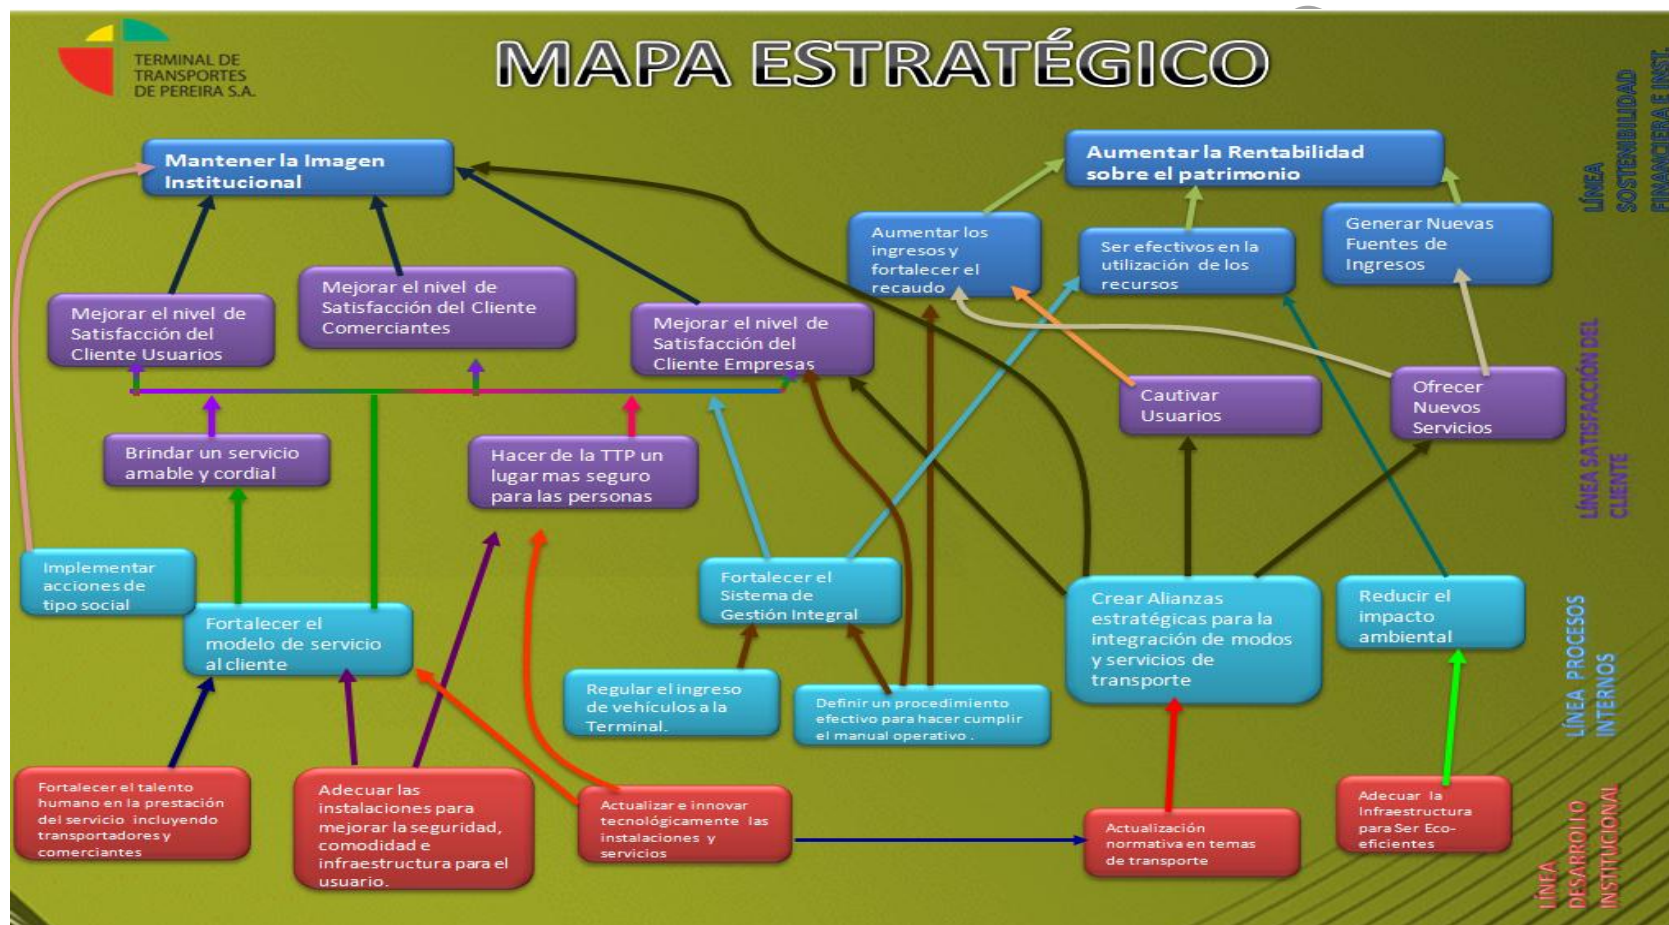 TERMINAL DE
TRANSPORTES
DE PEREIRA S.A.
MAPA ESTRATÉGICO
LÍNEA
SOSTENIBILIDAD
FINANCIERA E INST.
Mantener la Imagen
Institucional
Aumentar la Rentabilidad
sobre el patrimonio
Aumentar los
ingresos y
fortalecer el
recaudo
Ser efectivos en la
utilización de los
recursos
Generar Nuevas
Fuentes de
Ingresos
Mejorar el nivel de
Satisfacción del
Cliente Usuarios
Mejorar el nivel de
Satisfacción del Cliente
Comerciantes
Mejorar el nivel de
Satisfacción del
Cliente Empresas
Cautivar
Usuarios
Ofrecer
Nuevos
Servicios
LÍNEA SATISFACCIÓN DEL
CLIENTE
Brindar un servicio
amable y cordial
Hacer de la TTP un
lugar mas seguro
para las personas
Implementar
acciones de
tipo social
Fortalecer el
modelo de servicio
al cliente
Fortalecer el
Sistema de
Gestión Integral
Crear Alianzas
estratégicas para la
integración de modos
y servicios de
transporte
Reducir el
impacto
ambiental
LÍNEA PROCESOS
INTERNOS
Regular el ingreso
de vehículos a la
Terminal.
Definir un procedimiento
efectivo para hacer cumplir
el manual operativo .
Fortalecer el talento
humano en la prestación
del servicio incluyendo
transportadores y
comerciantes
Adecuar las
instalaciones para
mejorar la seguridad,
comodidad e
infraestructura para el
usuario.
Actualizar e innovar
tecnológicamente las
instalaciones y
servicios
Actualización
normativa en temas
de transporte
Adecuar la
Infraestructura
para Ser Eco-
eficientes
LÍNEA
DESARROLLO
INSTITUCIONAL